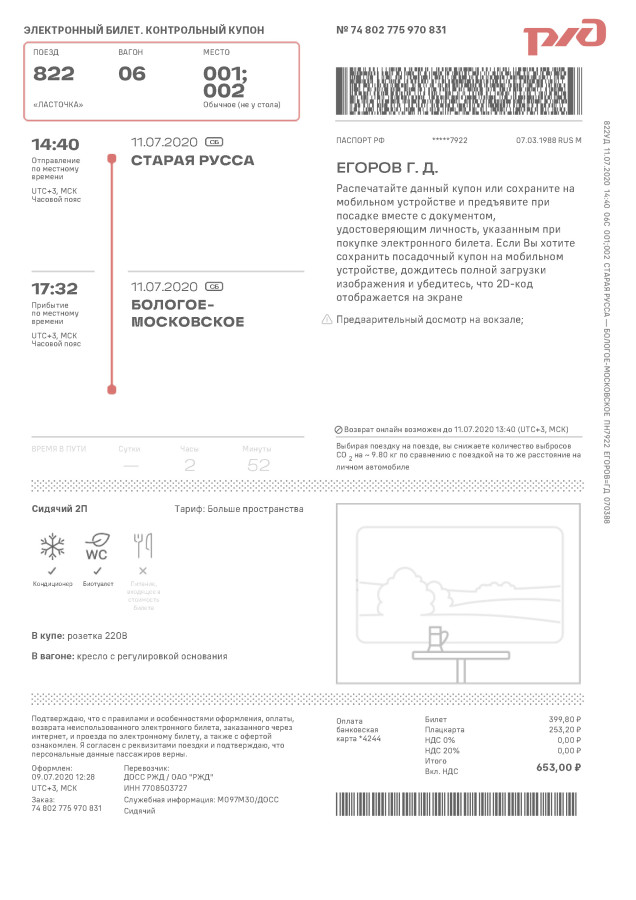 ЭЛЕКТРОННЫЙ БИЛЕТ. КОНТРОЛЬНЫЙ КУПОН
№ 74 802 775 970 831
ржд
ПОЕЗД ВАГОН МЕСТО
822 06 001;
002
«ЛАСТОЧКА» Обычное (не у стола)
14:40
Отправление
по местному
времени
UTC+3, МСК
Часовой пояс
11.07.2020 СБ
СТАРАЯ РУССА
17:32
Прибытие
по местному
времени
UTC+3, МСК
Часовой пояс
11.07.2020 СБ
БОЛОГОЕ-
МОСКОВСКОЕ
ВРЕМЯ В ПУТИ Сутки Часы Минуты
— 2 52
ПАСПОРТ РФ *****7922 07.03.1988 RUS М
ЕГОРОВ Г. Д.
Распечатайте данный купон или сохраните на
мобильном устройстве и предъявите при
посадке вместе с документом,
удостоверяющим личность, указанным при
покупке электронного билета. Если Вы хотите
сохранить посадочный купон на мобильном
устройстве, дождитесь полной загрузки
изображения и убедитесь, что 2D-код
отображается на экране
Предварительный досмотр на вокзале;
Возврат онлайн возможен до 11.07.2020 13:40 (UTC+3, МСК)
Выбирая поездку на поезде, вы снижаете количество выбросов
CO 2 на ~ 9.80 кг по сравнению с поездкой на то же расстояние на
личном автомобиле
822УД 11.07.2020 14:40 06С 001;002 СТАРАЯ РУССА — БОЛОГОЕ-МОСКОВСКОЕ ПН7922 ЕГОРОВ=ГД 070388
Сидячий 2П Тариф: Больше пространства
WC
Кондиционер Биотуалет Питание,
входящее в
стоимость
билета
В купе: розетка 220В
В вагоне: кресло с регулировкой основания
Подтверждаю, что с правилами и особенностями оформления, оплаты,
возврата неиспользованного электронного билета, заказанного через
интернет, и проезда по электронному билету, а также с офертой
ознакомлен. Я согласен с реквизитами поездки и подтверждаю, что
персональные данные пассажиров верны.
Оформлен:
09.07.2020 12:28
UTC+3, МСК
Заказ:
74 802 775 970 831
Перевозчик:
ДОСС РЖД / ОАО "РЖД"
ИНН 7708503727
Служебная информация: М097М30/ДОСС
Сидячий
Оплата
банковская
карта *4244
Билет 399,80 ₽
Плацкарта 253,20 ₽
НДС 0% 0,00 ₽
НДС 20% 0,00 ₽
Итого
Вкл. НДС 653,00 ₽